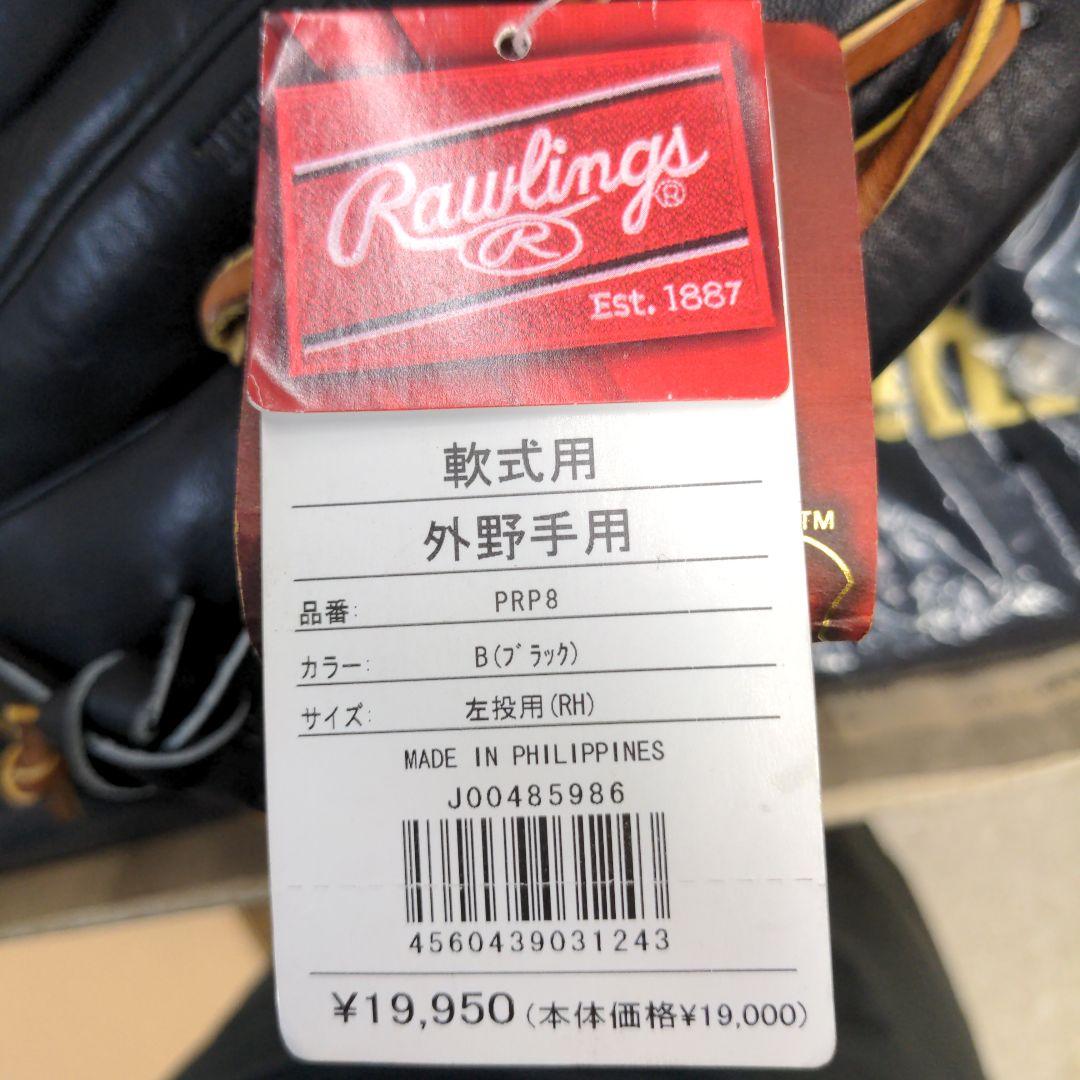 Rawlings®
R
Est. 1887
軟式用
外野手用
品番: PRP8
カラー: B(ブラック)
サイズ: 左投用(RH)
MADE IN PHILIPPINES
J00485986
4560439031243
¥19,950(本体価格¥19,000)
TM